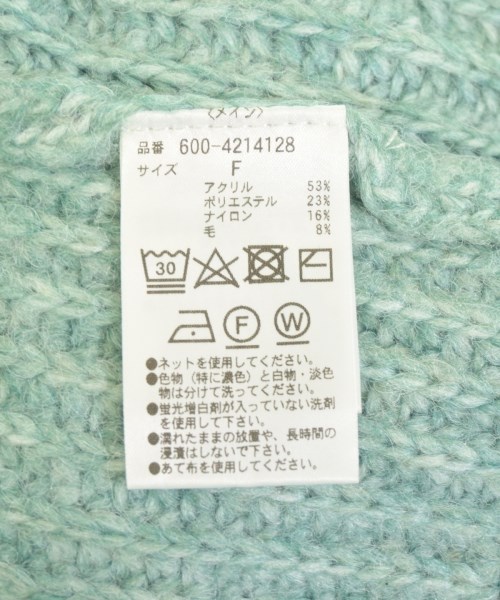 〈メイン〉
品番 600-4214128
サイズ F
アクリル 53%
ポリエステル 23%
ナイロン 16%
毛 8%
30
F W
●ネットを使用してください。
●色物（特に濃色）と白物・淡色
物は分けて洗ってください。
●蛍光増白剤が入っていない洗剤
を使用して下さい。
●濡れたままの放置や、長時間の
浸漬はしないで下さい。
●あて布を使用してください。